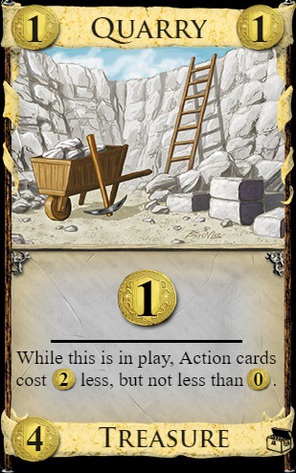 1 QUARRY 1
1
While this is in play, Action cards
cost 2 less, but not less than 0.
4 TREASURE